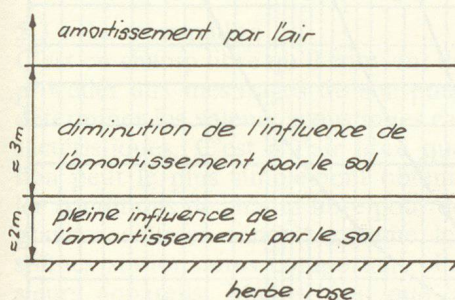 amortissement par l'air
≈ 3m
diminution de l'influence de
l'amortissement par le sol
≈2m
pleine influence de
l'amortissement par le sol
herbe rase